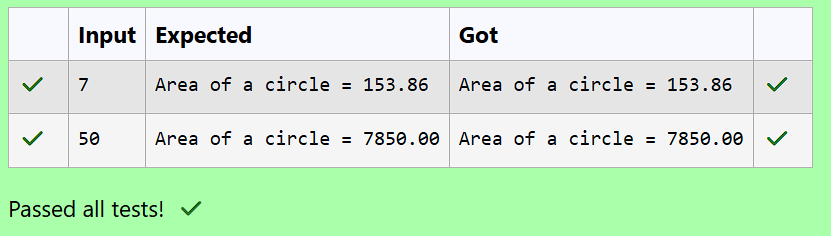 Input Expected Got
7 Area of a circle = 153.86 Area of a circle = 153.86
50 Area of a circle = 7850.00 Area of a circle = 7850.00
Passed all tests!